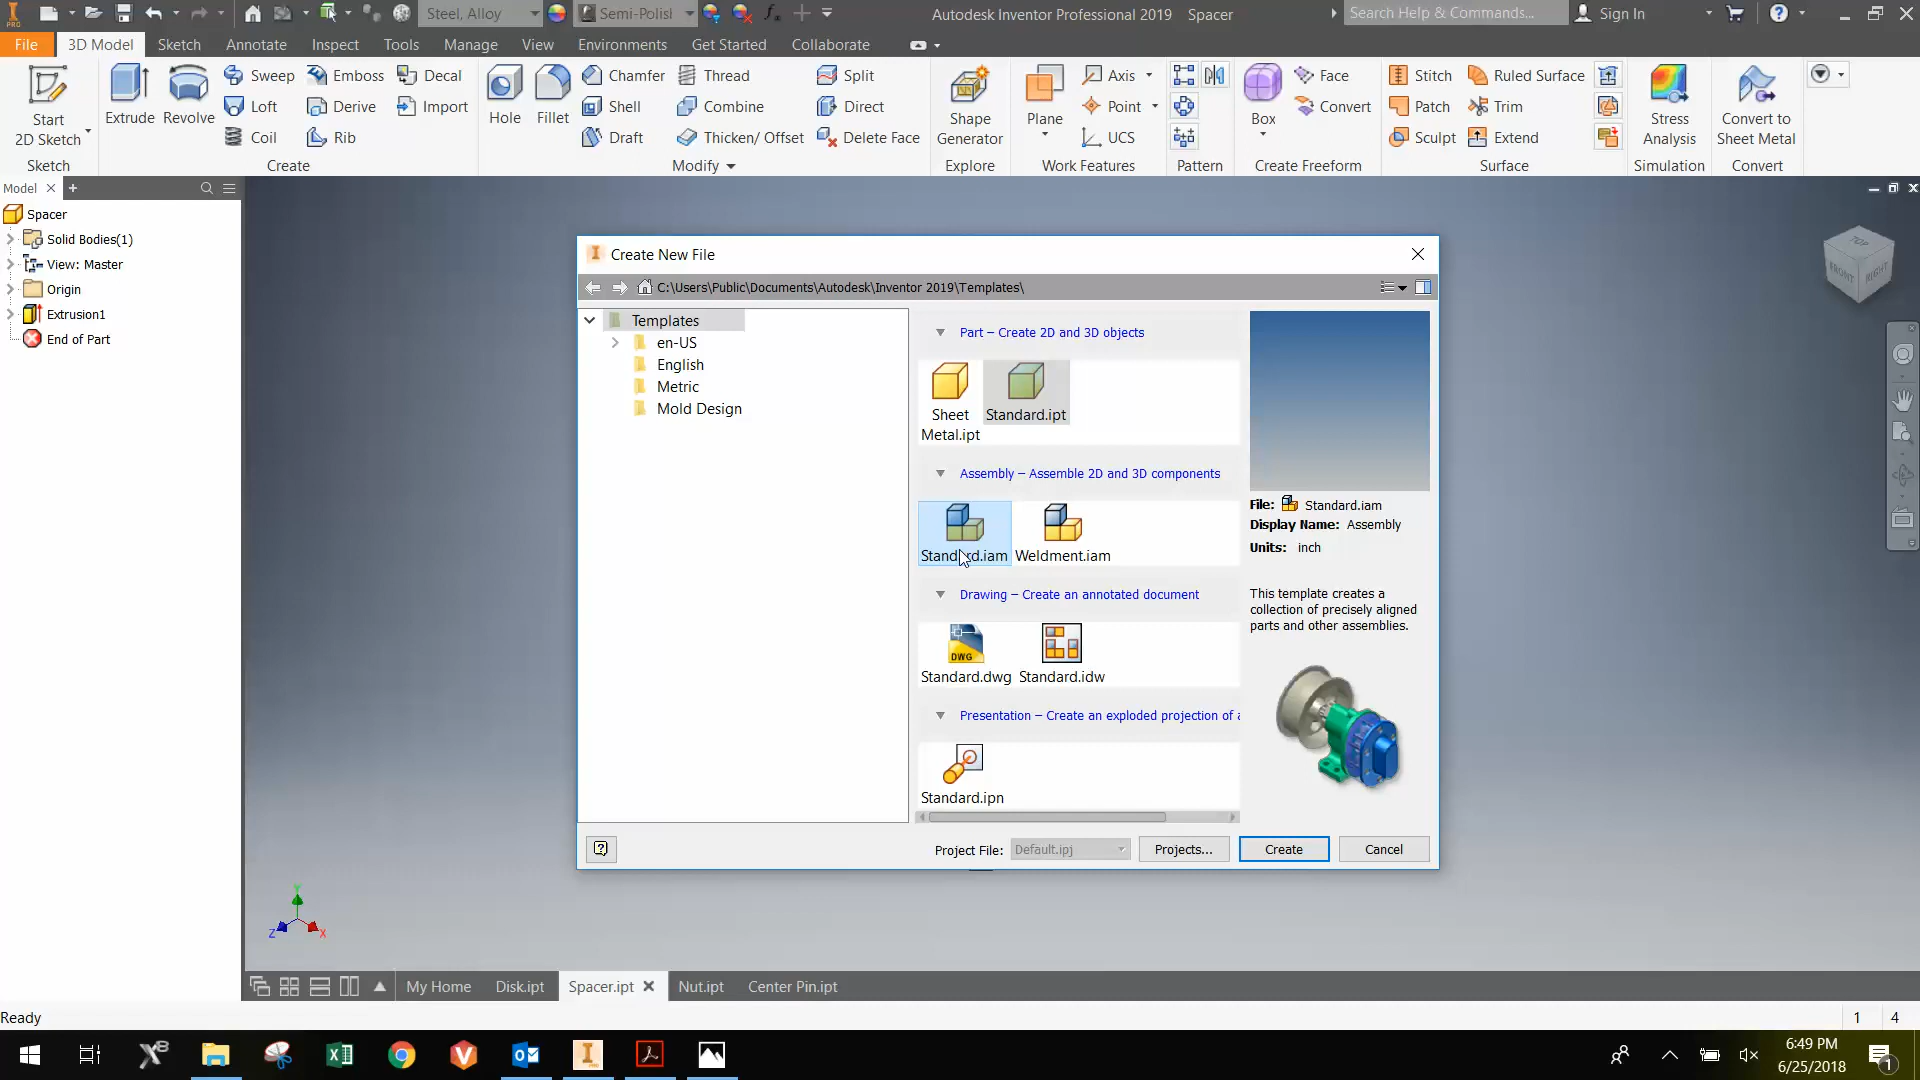 Steel, Alloy
Semi-Polisl
Autodesk Inventor Professional 2019 Spacer
Search Help & Commands...
Sign In
PRO
File 3D Model Sketch Annotate Inspect Tools Manage View Environments Get Started Collaborate
Start
2D Sketch
Extrude
Revolve
Sweep
Loft
Coil
Emboss
Derive
Rib
Decal
Import
Hole
Fillet
Chamfer
Shell
Draft
Thread
Combine
Thicken/ Offset
Split
Direct
Delete Face
Shape
Generator
Plane
Axis
Point
UCS
Box
Face
Convert
Stitch
Patch
Sculpt
Ruled Surface
Trim
Extend
Stress
Analysis
Convert to
Sheet Metal
Sketch Create Modify Explore Work Features Pattern Create Freeform Surface Simulation Convert
Model
Spacer
Solid Bodies(1)
View: Master
Origin
Extrusion1
End of Part
TOP
FRONT
RIGHT
Create New File
C:\Users\Public\Documents\Autodesk\Inventor 2019\Templates\
Templates
en-US
English
Metric
Mold Design
Part – Create 2D and 3D objects
Sheet
Metal.ipt
Standard.ipt
Assembly – Assemble 2D and 3D components
Standard.iam
Weldment.iam
Drawing – Create an annotated document
DWG
Standard.dwg
Standard.idw
Presentation – Create an exploded projection of a
Standard.ipn
File: Standard.iam
Display Name: Assembly
Units: inch
This template creates a
collection of precisely aligned
parts and other assemblies.
Project File: Default.ipj
Projects...
Create
Cancel
Y
Z
X
My Home Disk.ipt Spacer.ipt Nut.ipt Center Pin.ipt
Ready
1 4
6:49 PM
6/25/2018
1